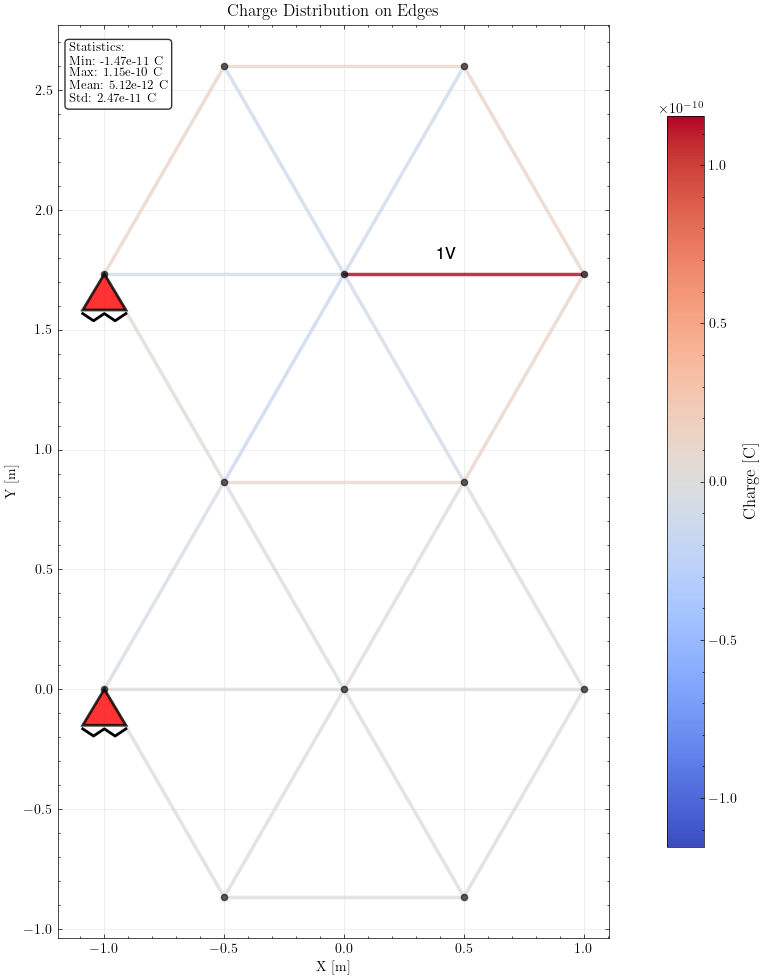 Charge Distribution on Edges
Statistics:
Min: -1.47e-11 C
Max: 1.15e-10 C
Mean: 5.12e-12 C
Std: 2.47e-11 C
×10⁻¹⁰
2.5
2.0
1.5
1.0
0.5
0.0
−0.5
−1.0
Y [m]
1V
−1.0 −0.5 0.0 0.5 1.0
X [m]
1.0
0.5
0.0
−0.5
−1.0
Charge [C]